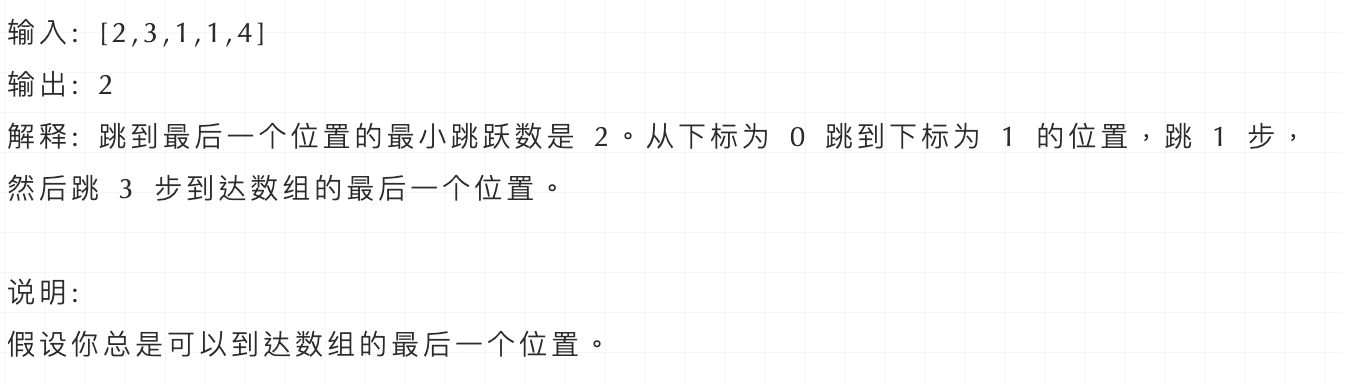 输入: [2,3,1,1,4]
输出: 2
解释: 跳到最后一个位置的最小跳跃数是 2。从下标为 0 跳到下标为 1 的位置，跳 1 步，
然后跳 3 步到达数组的最后一个位置。
说明:
假设你总是可以到达数组的最后一个位置。